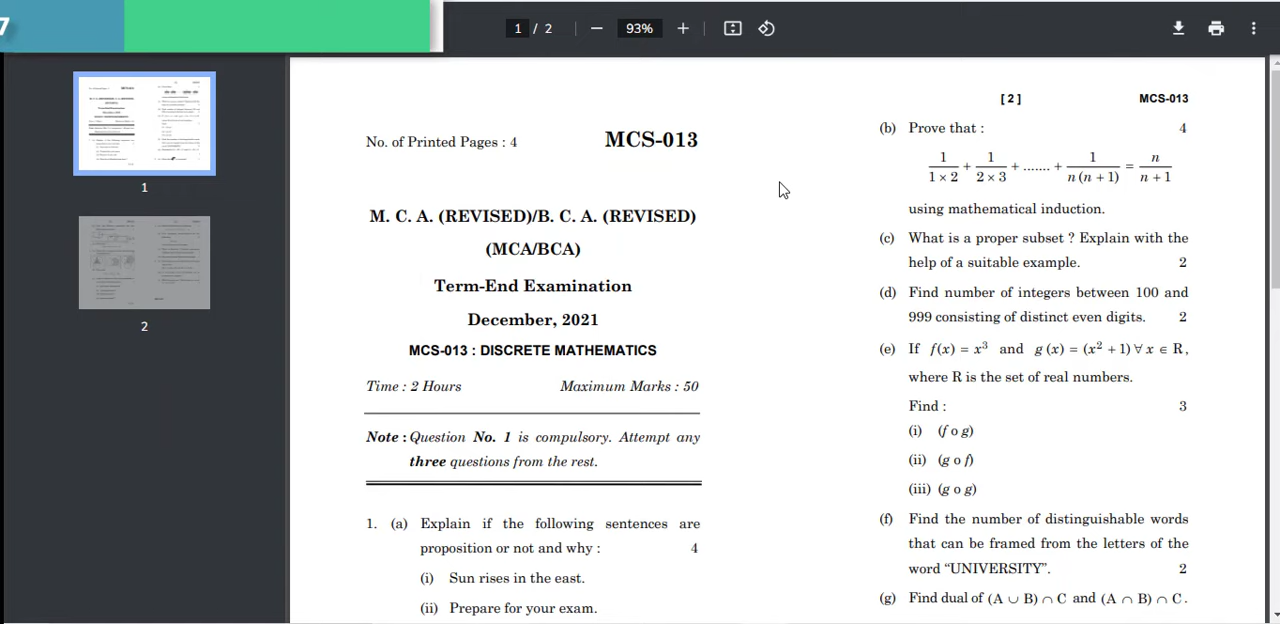 7
1 / 2
93%
1
2
No. of Printed Pages : 4 MCS-013
M. C. A. (REVISED)/B. C. A. (REVISED)
(MCA/BCA)
Term-End Examination
December, 2021
MCS-013 : DISCRETE MATHEMATICS
Time : 2 Hours Maximum Marks : 50
Note : Question No. 1 is compulsory. Attempt any
three questions from the rest.
1. (a) Explain if the following sentences are
proposition or not and why : 4
(i) Sun rises in the east.
(ii) Prepare for your exam.
[ 2 ] MCS-013
(b) Prove that : 4
1/(1 × 2) + 1/(2 × 3) + ....... + 1/(n (n + 1)) = n/(n + 1)
using mathematical induction.
(c) What is a proper subset ? Explain with the
help of a suitable example. 2
(d) Find number of integers between 100 and
999 consisting of distinct even digits. 2
(e) If f(x) = x³ and g (x) = (x² + 1) ∀ x ∈ R,
where R is the set of real numbers.
Find : 3
(i) (f o g)
(ii) (g o f)
(iii) (g o g)
(f) Find the number of distinguishable words
that can be framed from the letters of the
word “UNIVERSITY”. 2
(g) Find dual of (A ∪ B) ∩ C and (A ∩ B) ∩ C.